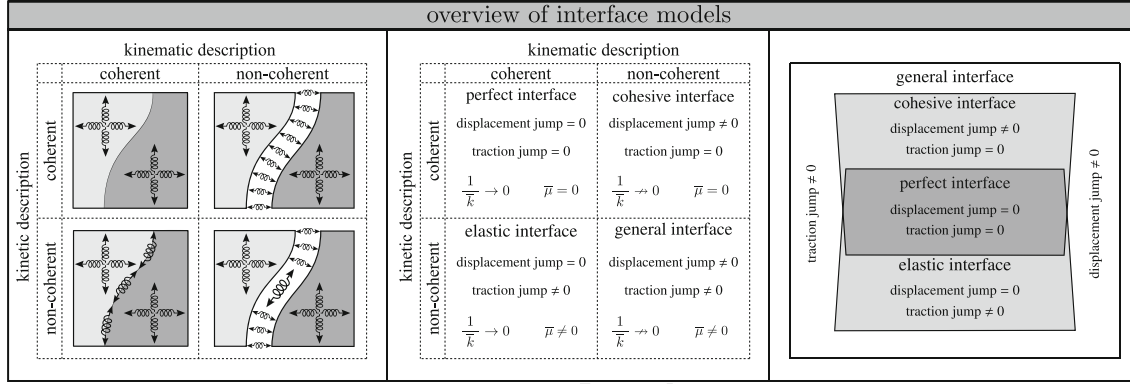 overview of interface models
kinematic description
coherent
non-coherent
kinetic description
coherent
non-coherent
kinematic description
coherent
non-coherent
kinetic description
coherent
perfect interface
displacement jump = 0
traction jump = 0
1/k̅ → 0 μ̅ = 0
cohesive interface
displacement jump ≠ 0
traction jump = 0
1/k̅ ↛ 0 μ̅ = 0
non-coherent
elastic interface
displacement jump = 0
traction jump ≠ 0
1/k̅ → 0 μ̅ ≠ 0
general interface
displacement jump ≠ 0
traction jump ≠ 0
1/k̅ ↛ 0 μ̅ ≠ 0
general interface
cohesive interface
displacement jump ≠ 0
traction jump = 0
perfect interface
displacement jump = 0
traction jump = 0
elastic interface
displacement jump = 0
traction jump ≠ 0
traction jump ≠ 0
displacement jump ≠ 0